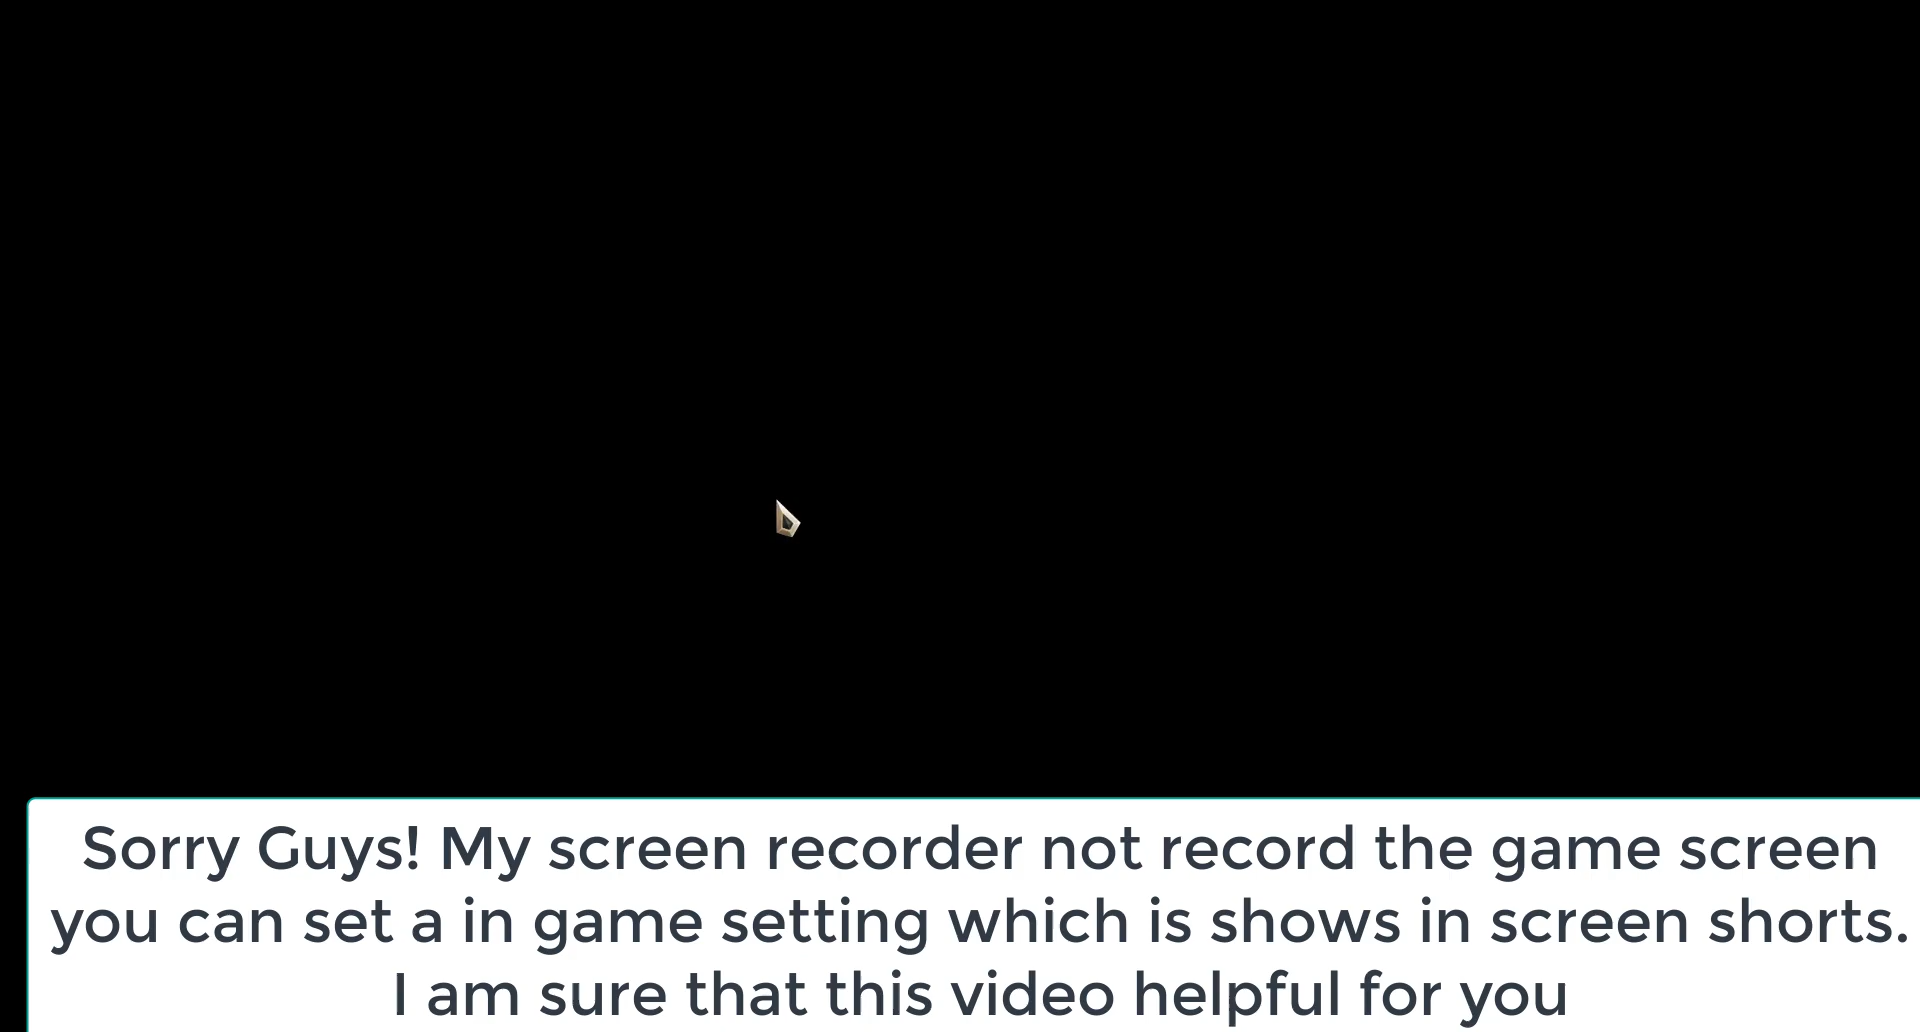 Sorry Guys! My screen recorder not record the game screen
you can set a in game setting which is shows in screen shorts.
I am sure that this video helpful for you